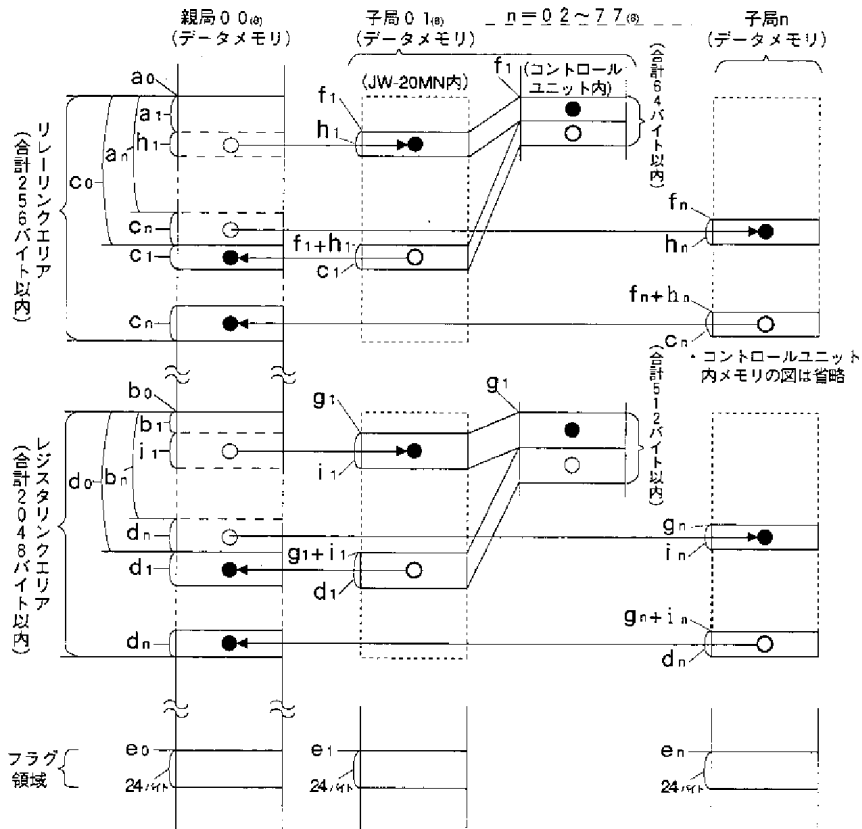 親局００(8)
(データメモリ)
子局０１(8)
(データメモリ)
n＝０２～７７(8)
子局n
(データメモリ)
(JW-20MN内)
(コントロール
ユニット内)
(合計６４バイト以内)
リレーリンクエリア
(合計２５６バイト以内)
a0
a1
h1
an
c0
cn
c1
cn
f1
h1
f1+h1
c1
f1
fn
hn
fn+hn
cn
・コントロールユニット
内メモリの図は省略
レジスタリンクエリア
(合計２０４８バイト以内)
b0
b1
i1
bn
d0
dn
d1
dn
g1
i1
g1+i1
d1
g1
(合計５１２バイト以内)
gn
in
gn+in
dn
フラグ
領域
e0
24バイト
e1
24バイト
en
24バイト